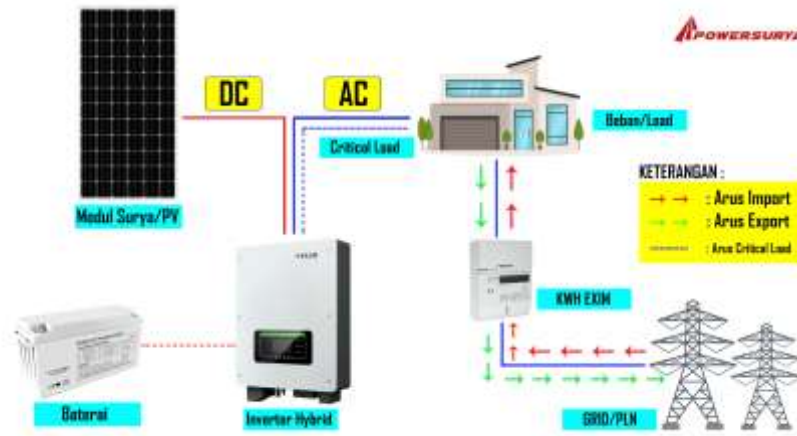 POWERSURYA
DC
AC
Critical Load
Beban/Load
Modul Surya/PV
KETERANGAN :
: Arus Import
: Arus Export
: Arus Critical Load
KWH EXIM
Baterai
Inverter Hybrid
GRID/PLN